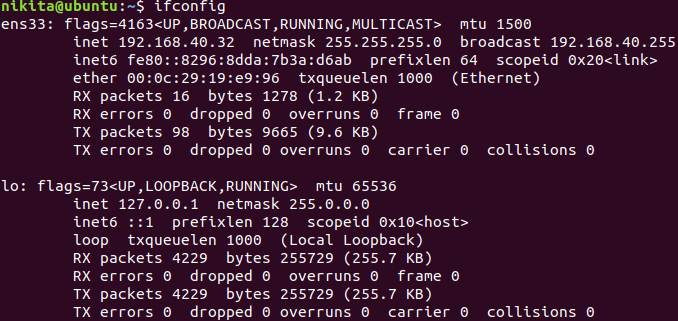 nikita@ubuntu:~$ ifconfig
ens33: flags=4163<UP,BROADCAST,RUNNING,MULTICAST>  mtu 1500
        inet 192.168.40.32  netmask 255.255.255.0  broadcast 192.168.40.255
        inet6 fe80::8296:8dda:7b3a:d6ab  prefixlen 64  scopeid 0x20<link>
        ether 00:0c:29:19:e9:96  txqueuelen 1000  (Ethernet)
        RX packets 16  bytes 1278 (1.2 KB)
        RX errors 0  dropped 0  overruns 0  frame 0
        TX packets 98  bytes 9665 (9.6 KB)
        TX errors 0  dropped 0 overruns 0  carrier 0  collisions 0
lo: flags=73<UP,LOOPBACK,RUNNING>  mtu 65536
        inet 127.0.0.1  netmask 255.0.0.0
        inet6 ::1  prefixlen 128  scopeid 0x10<host>
        loop  txqueuelen 1000  (Local Loopback)
        RX packets 4229  bytes 255729 (255.7 KB)
        RX errors 0  dropped 0  overruns 0  frame 0
        TX packets 4229  bytes 255729 (255.7 KB)
        TX errors 0  dropped 0 overruns 0  carrier 0  collisions 0